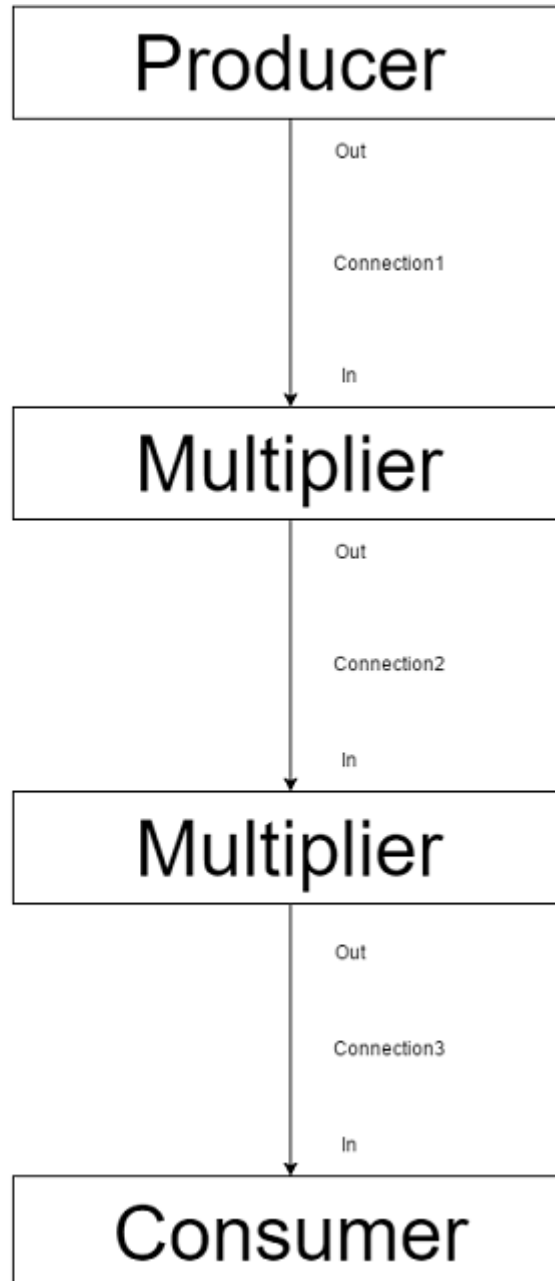 Producer
Out
Connection1
In
Multiplier
Out
Connection2
In
Multiplier
Out
Connection3
In
Consumer